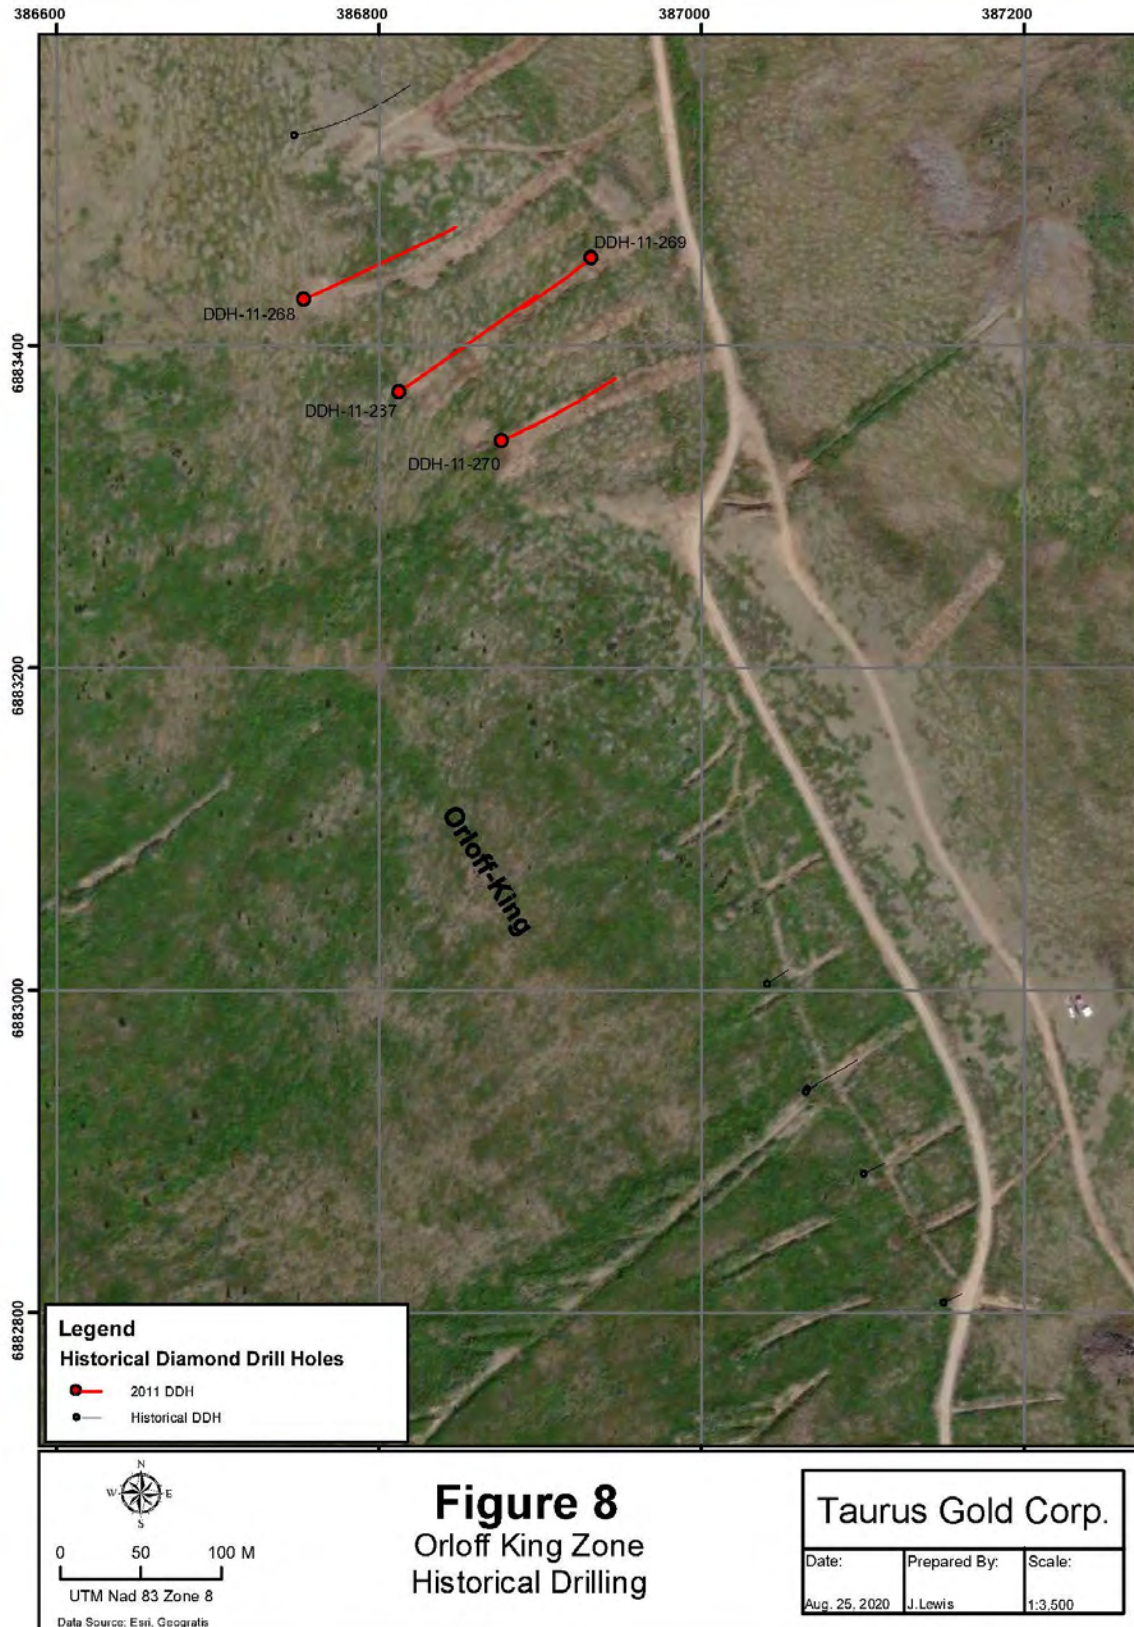 386600 386800 387000 387200
DDH-11-269
DDH-11-268
6883400
DDH-11-267
DDH-11-270
6883200
Orloff-King
6883000
6882800
Legend
Historical Diamond Drill Holes
2011 DDH
Historical DDH
N
W E
S
0 50 100 M
UTM Nad 83 Zone 8
Data Source: Esri, Geogratis
Figure 8
Orloff King Zone
Historical Drilling
Taurus Gold Corp.
Date: Prepared By: Scale:
Aug. 25, 2020 J.Lewis 1:3,500